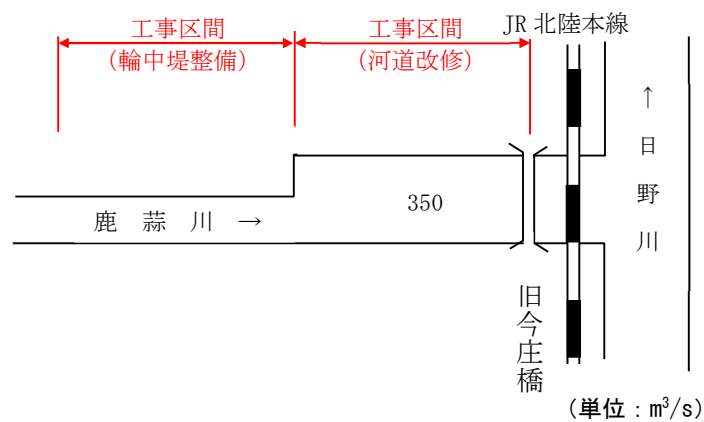 JR 北陸本線
工事区間
(輪中堤整備)
工事区間
(河道改修)
↑日野川
350
鹿蒜川 →
旧今庄橋
(単位：m³/s)